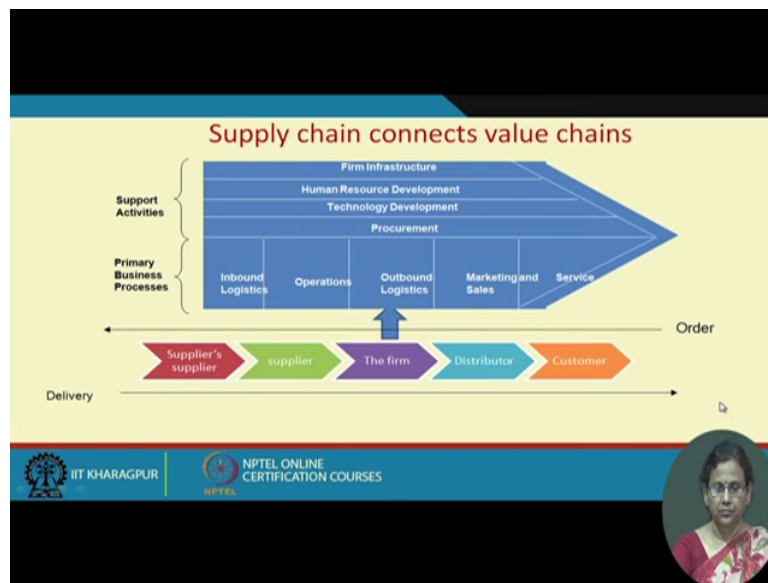 Supply chain connects value chains
Support
Activities
Firm Infrastructure
Human Resource Development
Technology Development
Procurement
Primary
Business
Processes
Inbound
Logistics
Operations
Outbound
Logistics
Marketing and
Sales
Service
Order
Supplier's
supplier
supplier
The firm
Distributor
Customer
Delivery
IIT KHARAGPUR
NPTEL
NPTEL ONLINE
CERTIFICATION COURSES